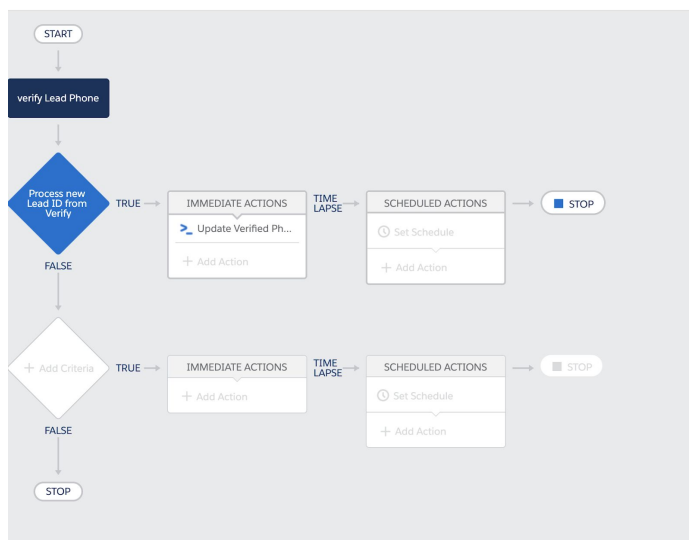 START
verify Lead Phone
Process new
Lead ID from
Verify
TRUE
IMMEDIATE ACTIONS
Update Verified Ph...
+ Add Action
TIME
LAPSE
SCHEDULED ACTIONS
Set Schedule
+ Add Action
STOP
FALSE
+ Add Criteria
TRUE
IMMEDIATE ACTIONS
+ Add Action
TIME
LAPSE
SCHEDULED ACTIONS
Set Schedule
+ Add Action
STOP
FALSE
STOP